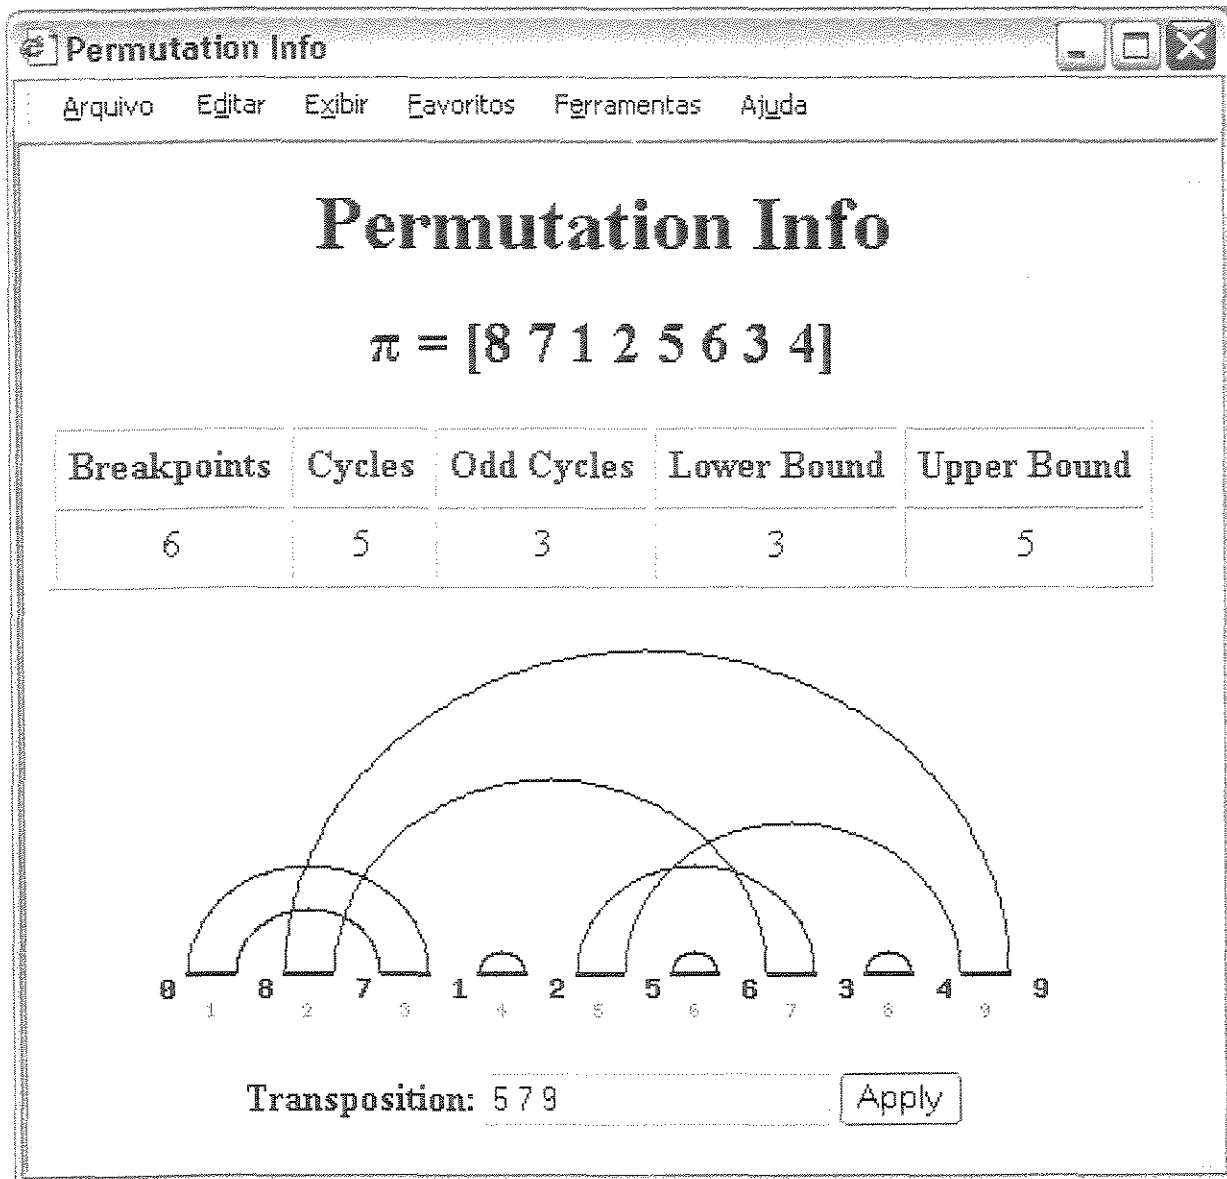 Permutation Info
Arquivo Editar Exibir Favoritos Ferramentas Ajuda
Permutation Info
π = [8 7 1 2 5 6 3 4]
Breakpoints Cycles Odd Cycles Lower Bound Upper Bound
6 5 3 3 5
0 8 7 1 2 5 6 3 4 9
1 2 3 4 5 6 7 8 9
Transposition: 5 7 9 Apply